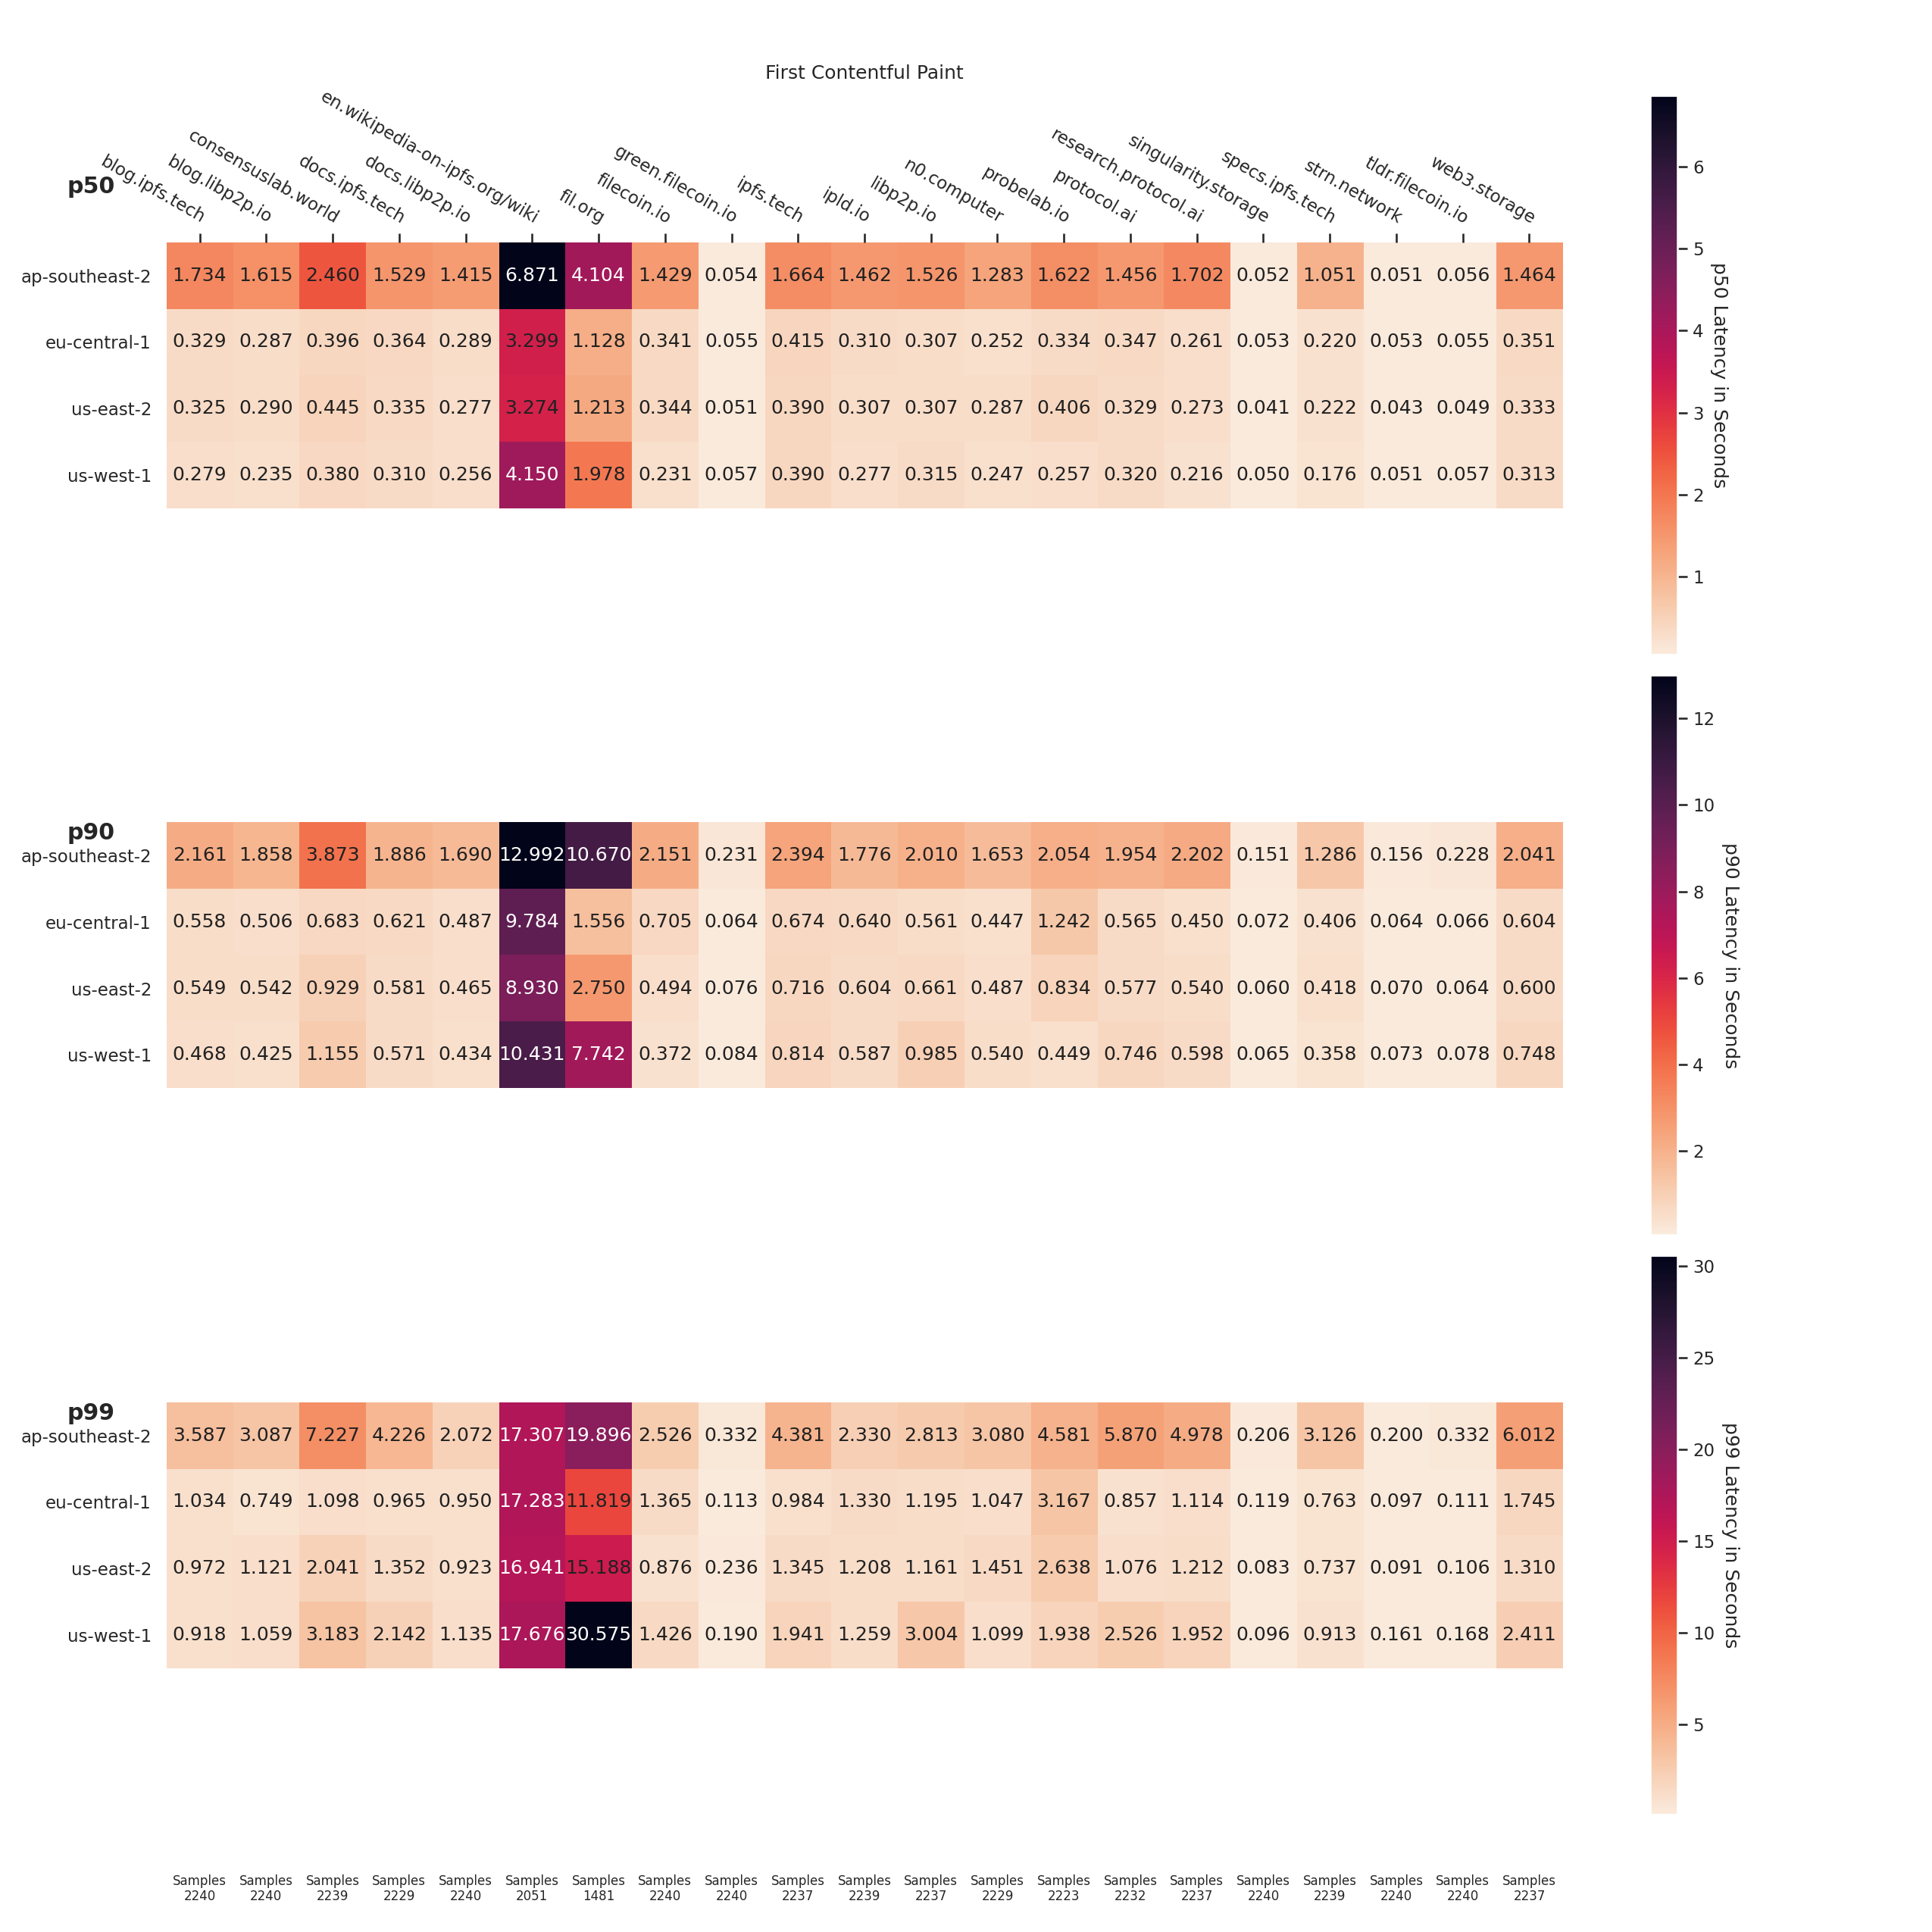 First Contentful Paint
p50
blog.ipfs.tech
blog.libp2p.io
consensuslab.world
docs.ipfs.tech
docs.libp2p.io
en.wikipedia-on-ipfs.org/wiki
fil.org
filecoin.io
green.filecoin.io
ipfs.tech
ipld.io
libp2p.io
n0.computer
probelab.io
protocol.ai
research.protocol.ai
singularity.storage
specs.ipfs.tech
strn.network
tldr.filecoin.io
web3.storage
ap-southeast-2 1.734 1.615 2.460 1.529 1.415 6.871 4.104 1.429 0.054 1.664 1.462 1.526 1.283 1.622 1.456 1.702 0.052 1.051 0.051 0.056 1.464
eu-central-1 0.329 0.287 0.396 0.364 0.289 3.299 1.128 0.341 0.055 0.415 0.310 0.307 0.252 0.334 0.347 0.261 0.053 0.220 0.053 0.055 0.351
us-east-2 0.325 0.290 0.445 0.335 0.277 3.274 1.213 0.344 0.051 0.390 0.307 0.307 0.287 0.406 0.329 0.273 0.041 0.222 0.043 0.049 0.333
us-west-1 0.279 0.235 0.380 0.310 0.256 4.150 1.978 0.231 0.057 0.390 0.277 0.315 0.247 0.257 0.320 0.216 0.050 0.176 0.051 0.057 0.313
6
5
4
3
2
1
p50 Latency in Seconds
p90
ap-southeast-2 2.161 1.858 3.873 1.886 1.690 12.992 10.670 2.151 0.231 2.394 1.776 2.010 1.653 2.054 1.954 2.202 0.151 1.286 0.156 0.228 2.041
eu-central-1 0.558 0.506 0.683 0.621 0.487 9.784 1.556 0.705 0.064 0.674 0.640 0.561 0.447 1.242 0.565 0.450 0.072 0.406 0.064 0.066 0.604
us-east-2 0.549 0.542 0.929 0.581 0.465 8.930 2.750 0.494 0.076 0.716 0.604 0.661 0.487 0.834 0.577 0.540 0.060 0.418 0.070 0.064 0.600
us-west-1 0.468 0.425 1.155 0.571 0.434 10.431 7.742 0.372 0.084 0.814 0.587 0.985 0.540 0.449 0.746 0.598 0.065 0.358 0.073 0.078 0.748
12
10
8
6
4
2
p90 Latency in Seconds
p99
ap-southeast-2 3.587 3.087 7.227 4.226 2.072 17.307 19.896 2.526 0.332 4.381 2.330 2.813 3.080 4.581 5.870 4.978 0.206 3.126 0.200 0.332 6.012
eu-central-1 1.034 0.749 1.098 0.965 0.950 17.283 11.819 1.365 0.113 0.984 1.330 1.195 1.047 3.167 0.857 1.114 0.119 0.763 0.097 0.111 1.745
us-east-2 0.972 1.121 2.041 1.352 0.923 16.941 15.188 0.876 0.236 1.345 1.208 1.161 1.451 2.638 1.076 1.212 0.083 0.737 0.091 0.106 1.310
us-west-1 0.918 1.059 3.183 2.142 1.135 17.676 30.575 1.426 0.190 1.941 1.259 3.004 1.099 1.938 2.526 1.952 0.096 0.913 0.161 0.168 2.411
30
25
20
15
10
5
p99 Latency in Seconds
Samples Samples Samples Samples Samples Samples Samples Samples Samples Samples Samples Samples Samples Samples Samples Samples Samples Samples Samples Samples Samples
2240 2240 2239 2229 2240 2051 1481 2240 2240 2237 2239 2237 2229 2223 2232 2237 2240 2239 2240 2240 2237